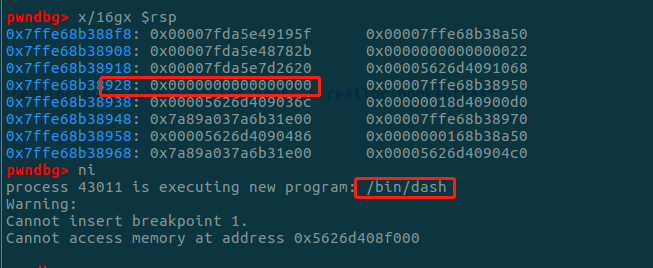 pwndbg> x/16gx $rsp
0x7ffe68b388f8: 0x00007fda5e49195f 0x00007ffe68b38a50
0x7ffe68b38908: 0x00007fda5e48782b 0x0000000000000022
0x7ffe68b38918: 0x00007fda5e7d2620 0x00005626d4091068
0x7ffe68b38928: 0x0000000000000000 0x00007ffe68b38950
0x7ffe68b38938: 0x00005626d409036c 0x00000018d40900d0
0x7ffe68b38948: 0x7a89a037a6b31e00 0x00007ffe68b38970
0x7ffe68b38958: 0x00005626d4090486 0x0000000168b38a50
0x7ffe68b38968: 0x7a89a037a6b31e00 0x00005626d40904c0
pwndbg> ni
process 43011 is executing new program: /bin/dash
Warning:
Cannot insert breakpoint 1.
Cannot access memory at address 0x5626d408f000
pwndbg>